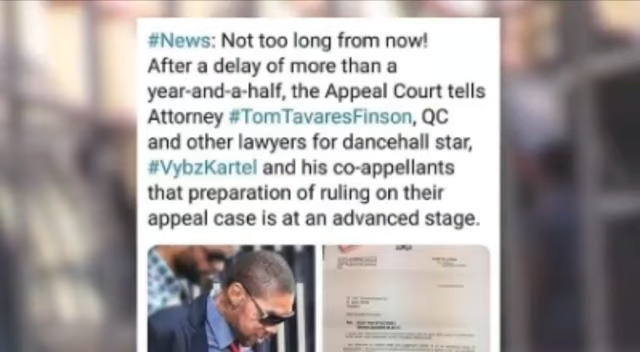 #News: Not too long from now!
After a delay of more than a
year-and-a-half, the Appeal Court tells
Attorney #TomTavaresFinson, QC
and other lawyers for dancehall star,
#VybzKartel and his co-appellants
that preparation of ruling on their
appeal case is at an advanced stage.